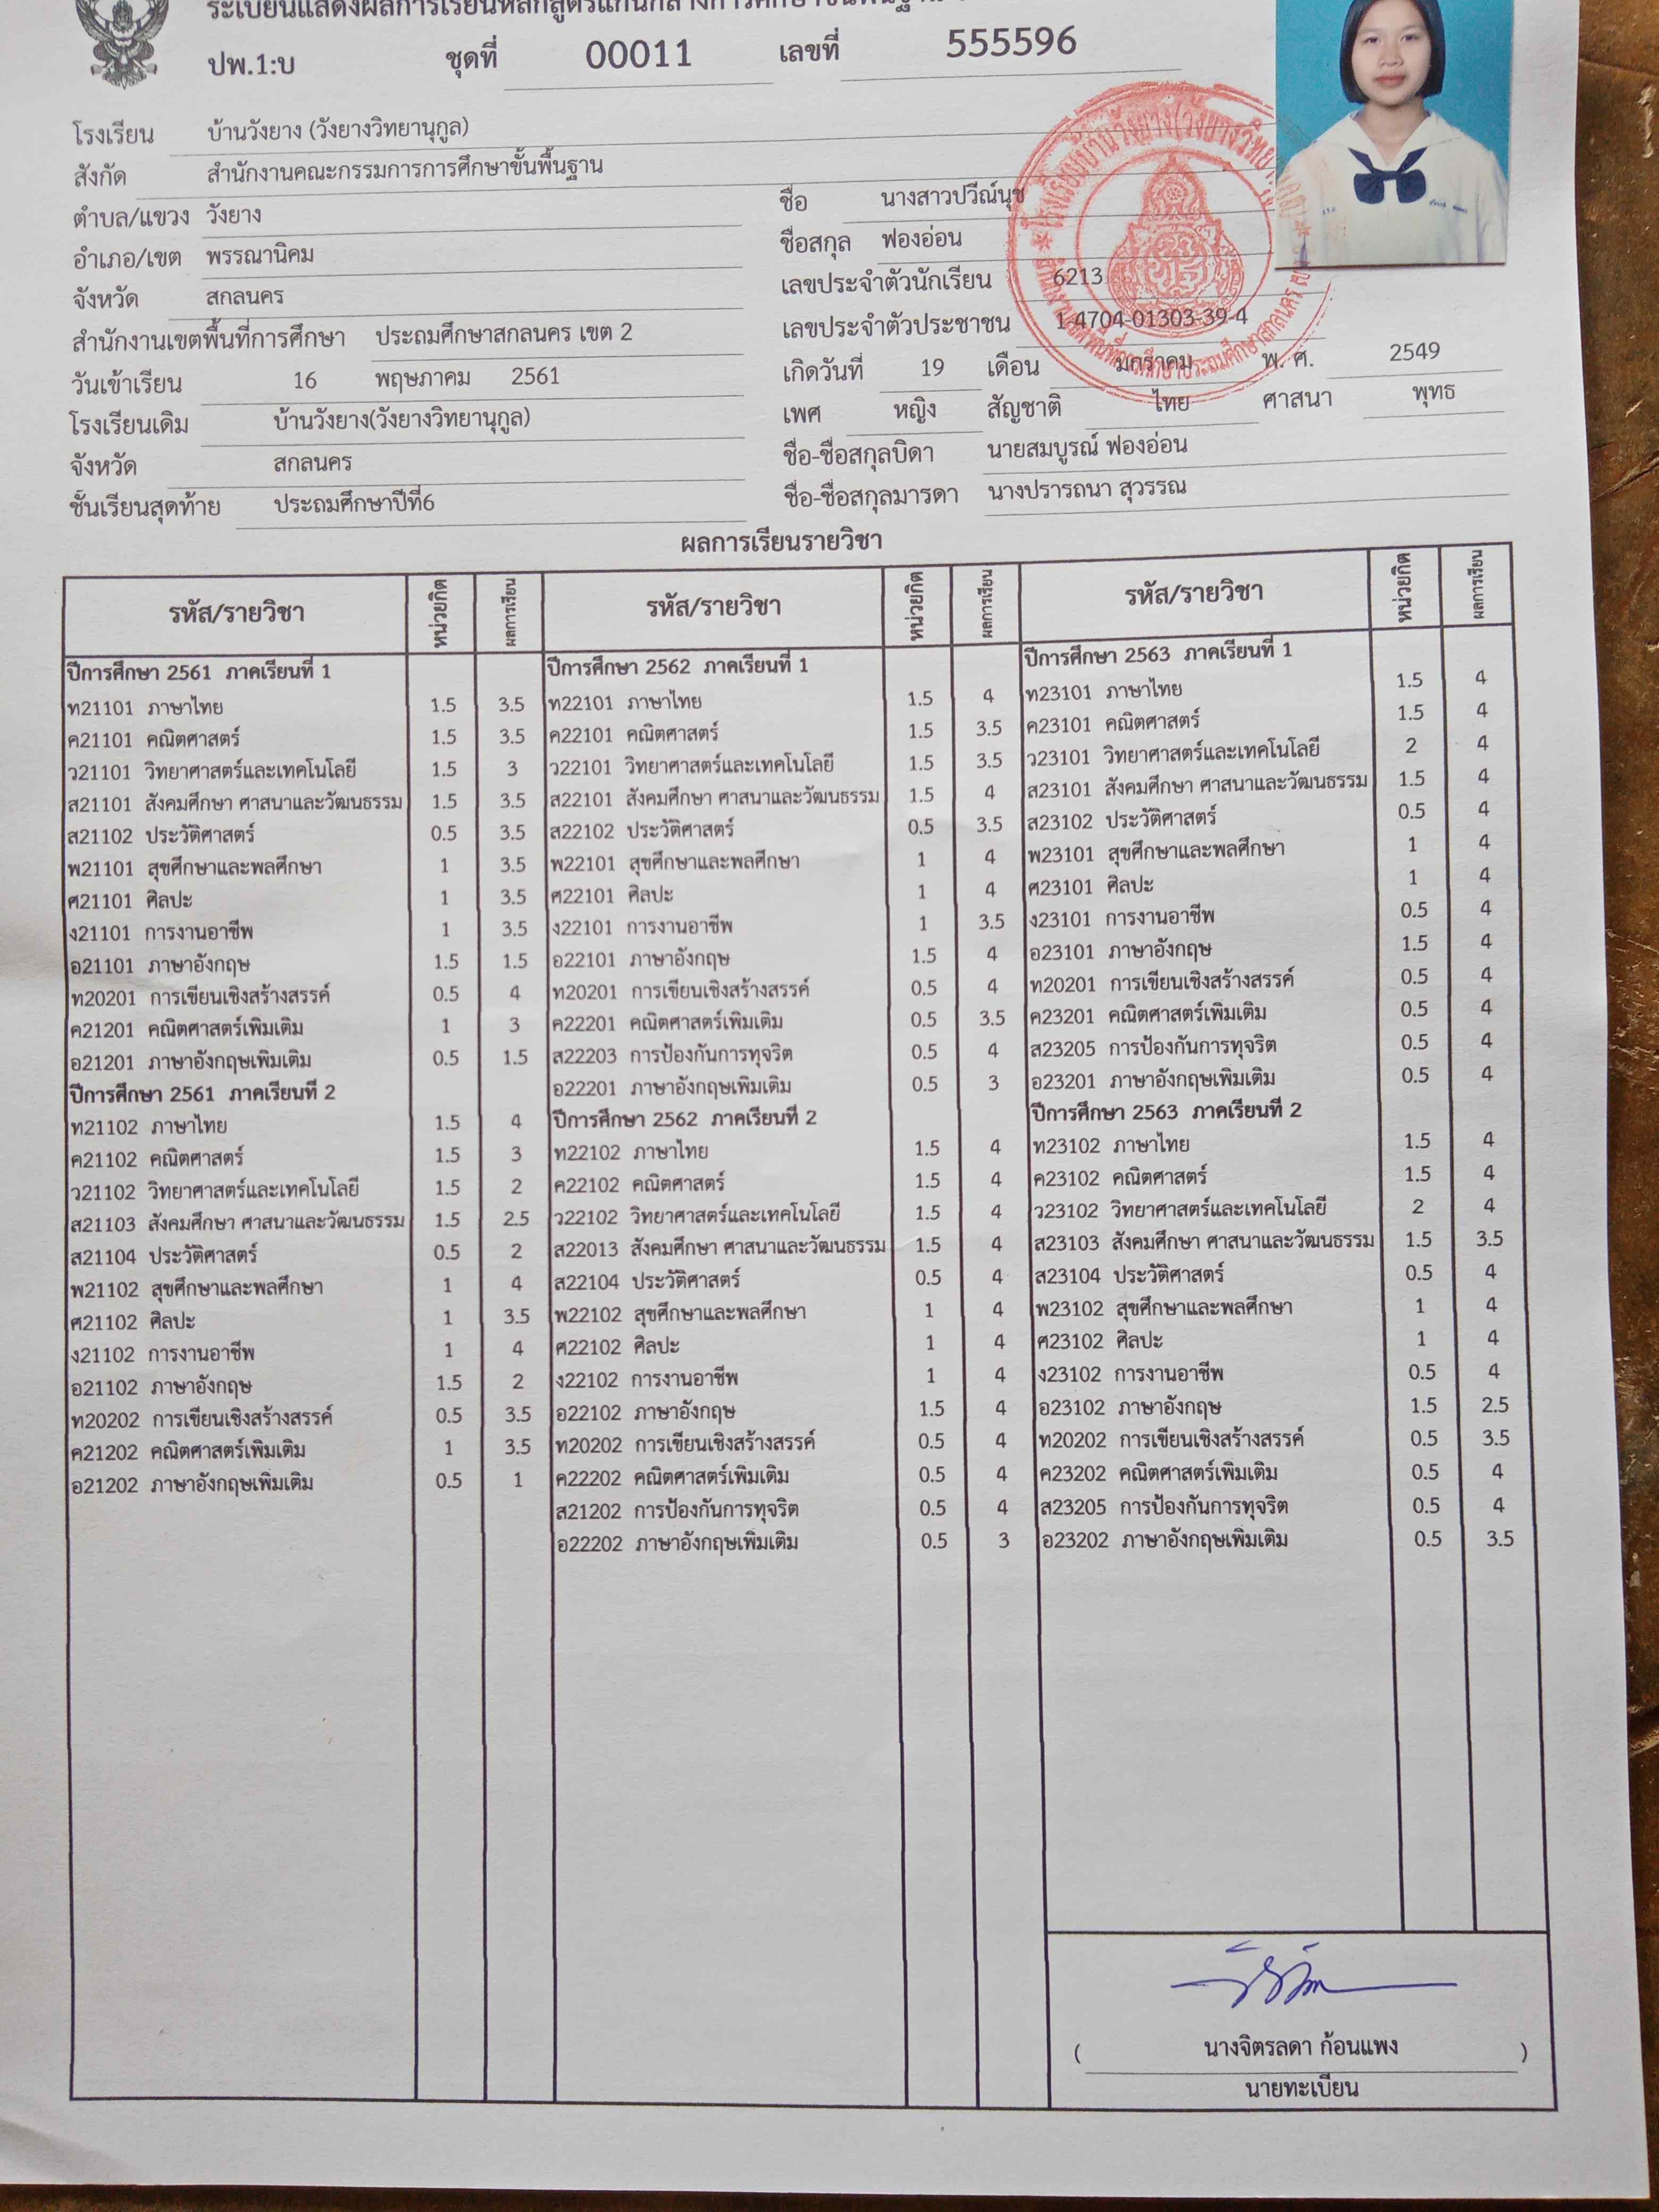 ปพ.1:บ ชุดที่ 00011 เลขที่ 555596
โรงเรียน บ้านวังยาง (วังยางวิทยานุกูล)
สังกัด สำนักงานคณะกรรมการการศึกษาขั้นพื้นฐาน
ตำบล/แขวง วังยาง
อำเภอ/เขต พรรณานิคม
จังหวัด สกลนคร
สำนักงานเขตพื้นที่การศึกษา ประถมศึกษาสกลนคร เขต 2
วันเข้าเรียน 16 พฤษภาคม 2561
โรงเรียนเดิม บ้านวังยาง(วังยางวิทยานุกูล)
จังหวัด สกลนคร
ชั้นเรียนสุดท้าย ประถมศึกษาปีที่6
ชื่อ นางสาวปวีณ์นุช
ชื่อสกุล ฟองอ่อน
เลขประจำตัวนักเรียน 6213
เลขประจำตัวประชาชน 1-4704-01303-39-4
เกิดวันที่ 19 เดือน มกราคม พ.ศ. 2549
เพศ หญิง สัญชาติ ไทย ศาสนา พุทธ
ชื่อ-ชื่อสกุลบิดา นายสมบูรณ์ ฟองอ่อน
ชื่อ-ชื่อสกุลมารดา นางปรารถนา สุวรรณ
ผลการเรียนรายวิชา
รหัส/รายวิชา หน่วยกิต ผลการเรียน
ปีการศึกษา 2561 ภาคเรียนที่ 1
ท21101 ภาษาไทย 1.5 3.5
ค21101 คณิตศาสตร์ 1.5 3.5
ว21101 วิทยาศาสตร์และเทคโนโลยี 1.5 3
ส21101 สังคมศึกษา ศาสนาและวัฒนธรรม 1.5 3.5
ส21102 ประวัติศาสตร์ 0.5 3.5
พ21101 สุขศึกษาและพลศึกษา 1 3.5
ศ21101 ศิลปะ 1 3.5
ง21101 การงานอาชีพ 1 3.5
อ21101 ภาษาอังกฤษ 1.5 1.5
ท20201 การเขียนเชิงสร้างสรรค์ 0.5 4
ค21201 คณิตศาสตร์เพิ่มเติม 1 3
อ21201 ภาษาอังกฤษเพิ่มเติม 0.5 1.5
ปีการศึกษา 2561 ภาคเรียนที่ 2
ท21102 ภาษาไทย 1.5 4
ค21102 คณิตศาสตร์ 1.5 3
ว21102 วิทยาศาสตร์และเทคโนโลยี 1.5 2
ส21103 สังคมศึกษา ศาสนาและวัฒนธรรม 1.5 2.5
ส21104 ประวัติศาสตร์ 0.5 2
พ21102 สุขศึกษาและพลศึกษา 1 4
ศ21102 ศิลปะ 1 3.5
ง21102 การงานอาชีพ 1 4
อ21102 ภาษาอังกฤษ 1.5 2
ท20202 การเขียนเชิงสร้างสรรค์ 0.5 3.5
ค21202 คณิตศาสตร์เพิ่มเติม 1 3.5
อ21202 ภาษาอังกฤษเพิ่มเติม 0.5 1
รหัส/รายวิชา หน่วยกิต ผลการเรียน
ปีการศึกษา 2562 ภาคเรียนที่ 1
ท22101 ภาษาไทย 1.5 4
ค22101 คณิตศาสตร์ 1.5 3.5
ว22101 วิทยาศาสตร์และเทคโนโลยี 1.5 3.5
ส22101 สังคมศึกษา ศาสนาและวัฒนธรรม 1.5 4
ส22102 ประวัติศาสตร์ 0.5 3.5
พ22101 สุขศึกษาและพลศึกษา 1 4
ศ22101 ศิลปะ 1 4
ง22101 การงานอาชีพ 1 3.5
อ22101 ภาษาอังกฤษ 1.5 4
ท20201 การเขียนเชิงสร้างสรรค์ 0.5 4
ค22201 คณิตศาสตร์เพิ่มเติม 0.5 3.5
ส22203 การป้องกันการทุจริต 0.5 4
อ22201 ภาษาอังกฤษเพิ่มเติม 0.5 3
ปีการศึกษา 2562 ภาคเรียนที่ 2
ท22102 ภาษาไทย 1.5 4
ค22102 คณิตศาสตร์ 1.5 4
ว22102 วิทยาศาสตร์และเทคโนโลยี 1.5 4
ส22013 สังคมศึกษา ศาสนาและวัฒนธรรม 1.5 4
ส22104 ประวัติศาสตร์ 0.5 4
พ22102 สุขศึกษาและพลศึกษา 1 4
ศ22102 ศิลปะ 1 4
ง22102 การงานอาชีพ 1 4
อ22102 ภาษาอังกฤษ 1.5 4
ท20202 การเขียนเชิงสร้างสรรค์ 0.5 4
ค22202 คณิตศาสตร์เพิ่มเติม 0.5 4
ส21202 การป้องกันการทุจริต 0.5 4
อ22202 ภาษาอังกฤษเพิ่มเติม 0.5 3
รหัส/รายวิชา หน่วยกิต ผลการเรียน
ปีการศึกษา 2563 ภาคเรียนที่ 1
ท23101 ภาษาไทย 1.5 4
ค23101 คณิตศาสตร์ 1.5 4
ว23101 วิทยาศาสตร์และเทคโนโลยี 2 4
ส23101 สังคมศึกษา ศาสนาและวัฒนธรรม 1.5 4
ส23102 ประวัติศาสตร์ 0.5 4
พ23101 สุขศึกษาและพลศึกษา 1 4
ศ23101 ศิลปะ 1 4
ง23101 การงานอาชีพ 0.5 4
อ23101 ภาษาอังกฤษ 1.5 4
ท20201 การเขียนเชิงสร้างสรรค์ 0.5 4
ค23201 คณิตศาสตร์เพิ่มเติม 0.5 4
ส23205 การป้องกันการทุจริต 0.5 4
อ23201 ภาษาอังกฤษเพิ่มเติม 0.5 4
ปีการศึกษา 2563 ภาคเรียนที่ 2
ท23102 ภาษาไทย 1.5 4
ค23102 คณิตศาสตร์ 1.5 4
ว23102 วิทยาศาสตร์และเทคโนโลยี 2 4
ส23103 สังคมศึกษา ศาสนาและวัฒนธรรม 1.5 3.5
ส23104 ประวัติศาสตร์ 0.5 4
พ23102 สุขศึกษาและพลศึกษา 1 4
ศ23102 ศิลปะ 1 4
ง23102 การงานอาชีพ 0.5 4
อ23102 ภาษาอังกฤษ 1.5 2.5
ท20202 การเขียนเชิงสร้างสรรค์ 0.5 3.5
ค23202 คณิตศาสตร์เพิ่มเติม 0.5 4
ส23205 การป้องกันการทุจริต 0.5 4
อ23202 ภาษาอังกฤษเพิ่มเติม 0.5 3.5
( นางจิตรลดา ก้อนแพง )
นายทะเบียน